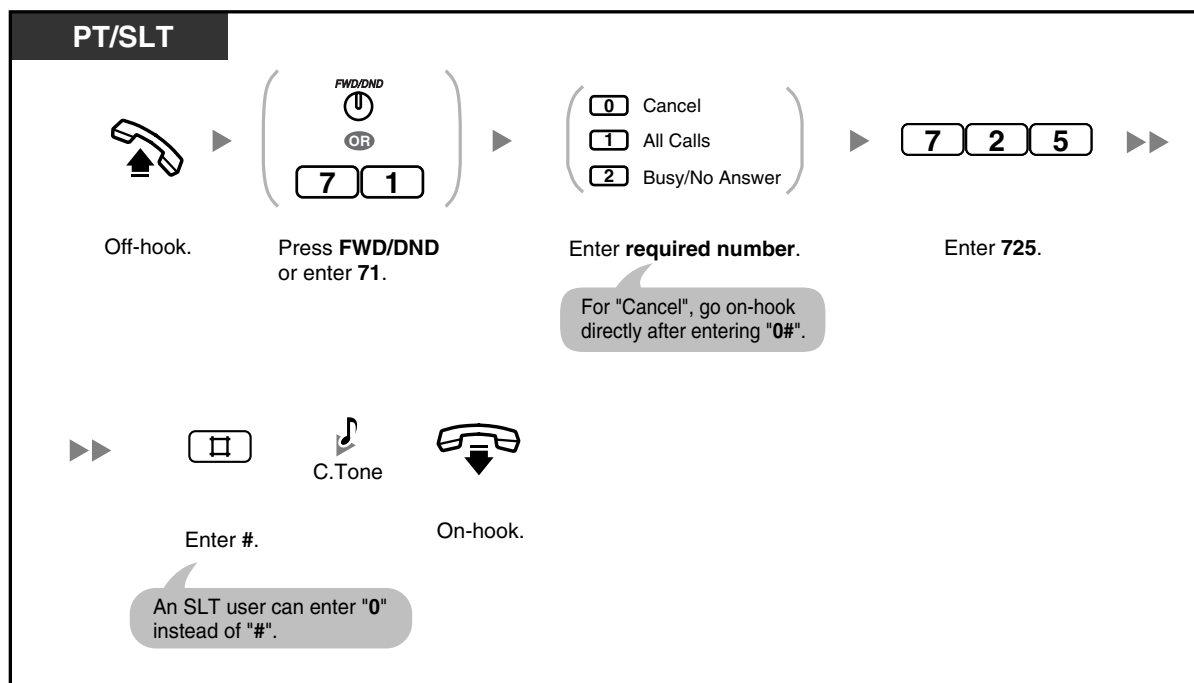 PT/SLT
FWD/DND
OR
7 1
0 Cancel
1 All Calls
2 Busy/No Answer
7 2 5
Off-hook.
Press FWD/DND
or enter 71.
Enter required number.
For "Cancel", go on-hook
directly after entering "0#".
Enter 725.
#
C.Tone
Enter #.
On-hook.
An SLT user can enter "0"
instead of "#".